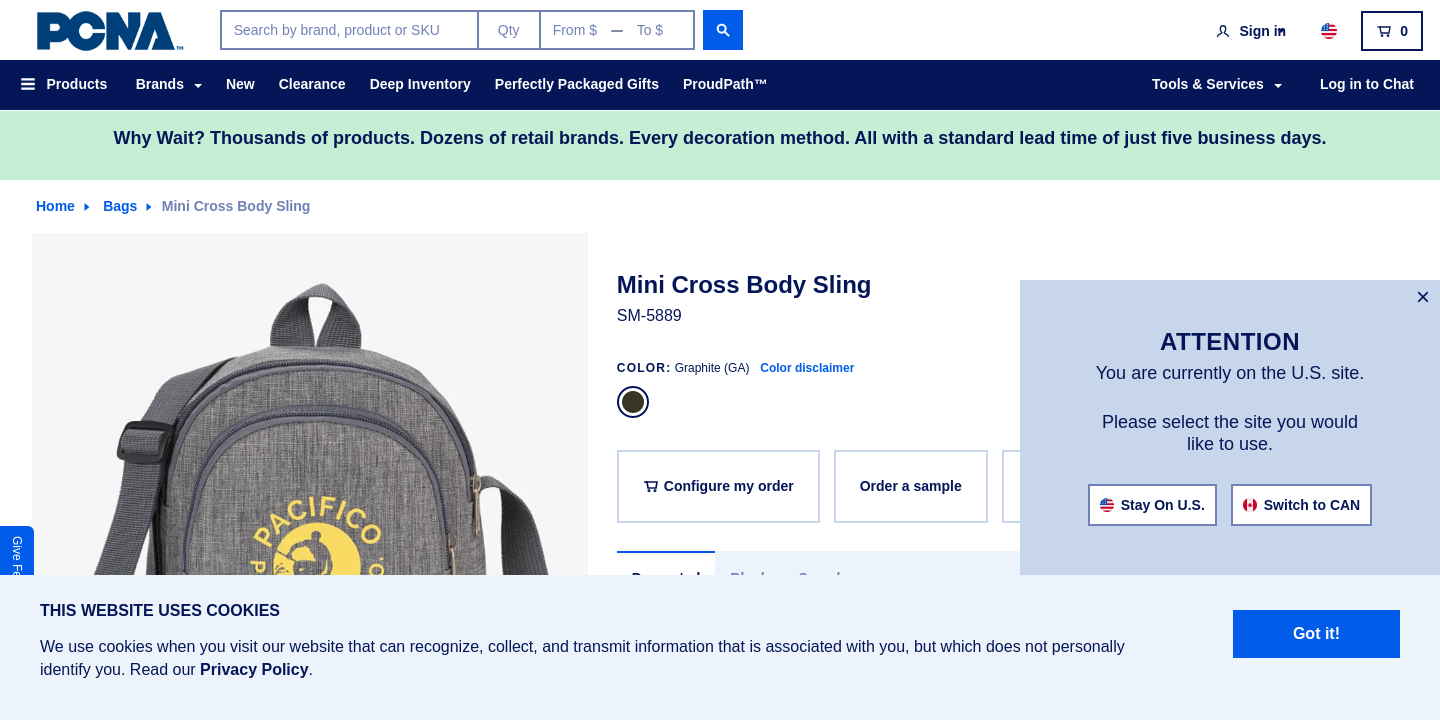 PCNA™
Search by brand, product or SKU
Qty
From $ — To $
Sign in
0
Products
Brands
New
Clearance
Deep Inventory
Perfectly Packaged Gifts
ProudPath™
Tools & Services
Log in to Chat
Why Wait? Thousands of products. Dozens of retail brands. Every decoration method. All with a standard lead time of just five business days.
Home
Bags
Mini Cross Body Sling
PACIFICO
Mini Cross Body Sling
SM-5889
COLOR: Graphite (GA) Color disclaimer
Configure my order
Order a sample
×
ATTENTION
You are currently on the U.S. site.
Please select the site you would
like to use.
Stay On U.S.
Switch to CAN
Give
THIS WEBSITE USES COOKIES
We use cookies when you visit our website that can recognize, collect, and transmit information that is associated with you, but which does not personally
identify you. Read our Privacy Policy.
Got it!